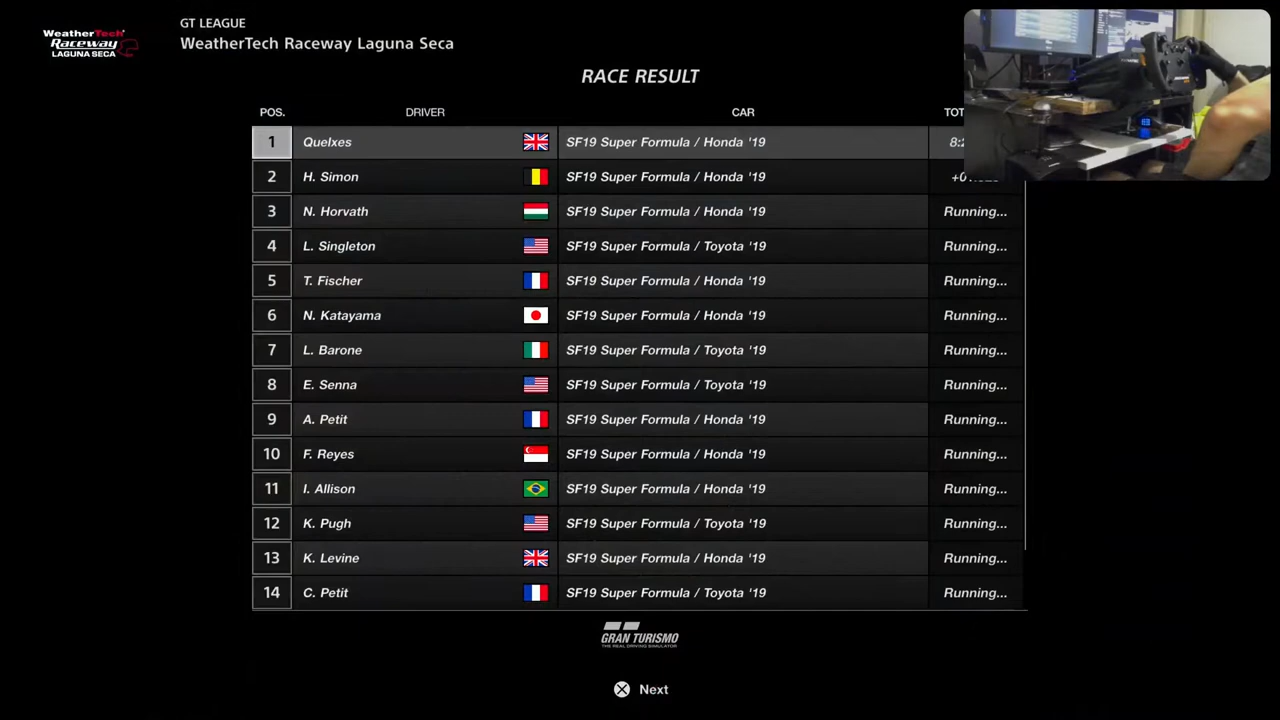 GT LEAGUE
WeatherTech Raceway Laguna Seca
WeatherTech
Raceway
LAGUNA SECA
RACE RESULT
POS. DRIVER CAR
1 Quelxes SF19 Super Formula / Honda '19
2 H. Simon SF19 Super Formula / Honda '19
3 N. Horvath SF19 Super Formula / Honda '19 Running...
4 L. Singleton SF19 Super Formula / Toyota '19 Running...
5 T. Fischer SF19 Super Formula / Honda '19 Running...
6 N. Katayama SF19 Super Formula / Honda '19 Running...
7 L. Barone SF19 Super Formula / Toyota '19 Running...
8 E. Senna SF19 Super Formula / Toyota '19 Running...
9 A. Petit SF19 Super Formula / Honda '19 Running...
10 F. Reyes SF19 Super Formula / Honda '19 Running...
11 I. Allison SF19 Super Formula / Honda '19 Running...
12 K. Pugh SF19 Super Formula / Toyota '19 Running...
13 K. Levine SF19 Super Formula / Honda '19 Running...
14 C. Petit SF19 Super Formula / Toyota '19 Running...
GRAN TURISMO
THE REAL DRIVING SIMULATOR
Next